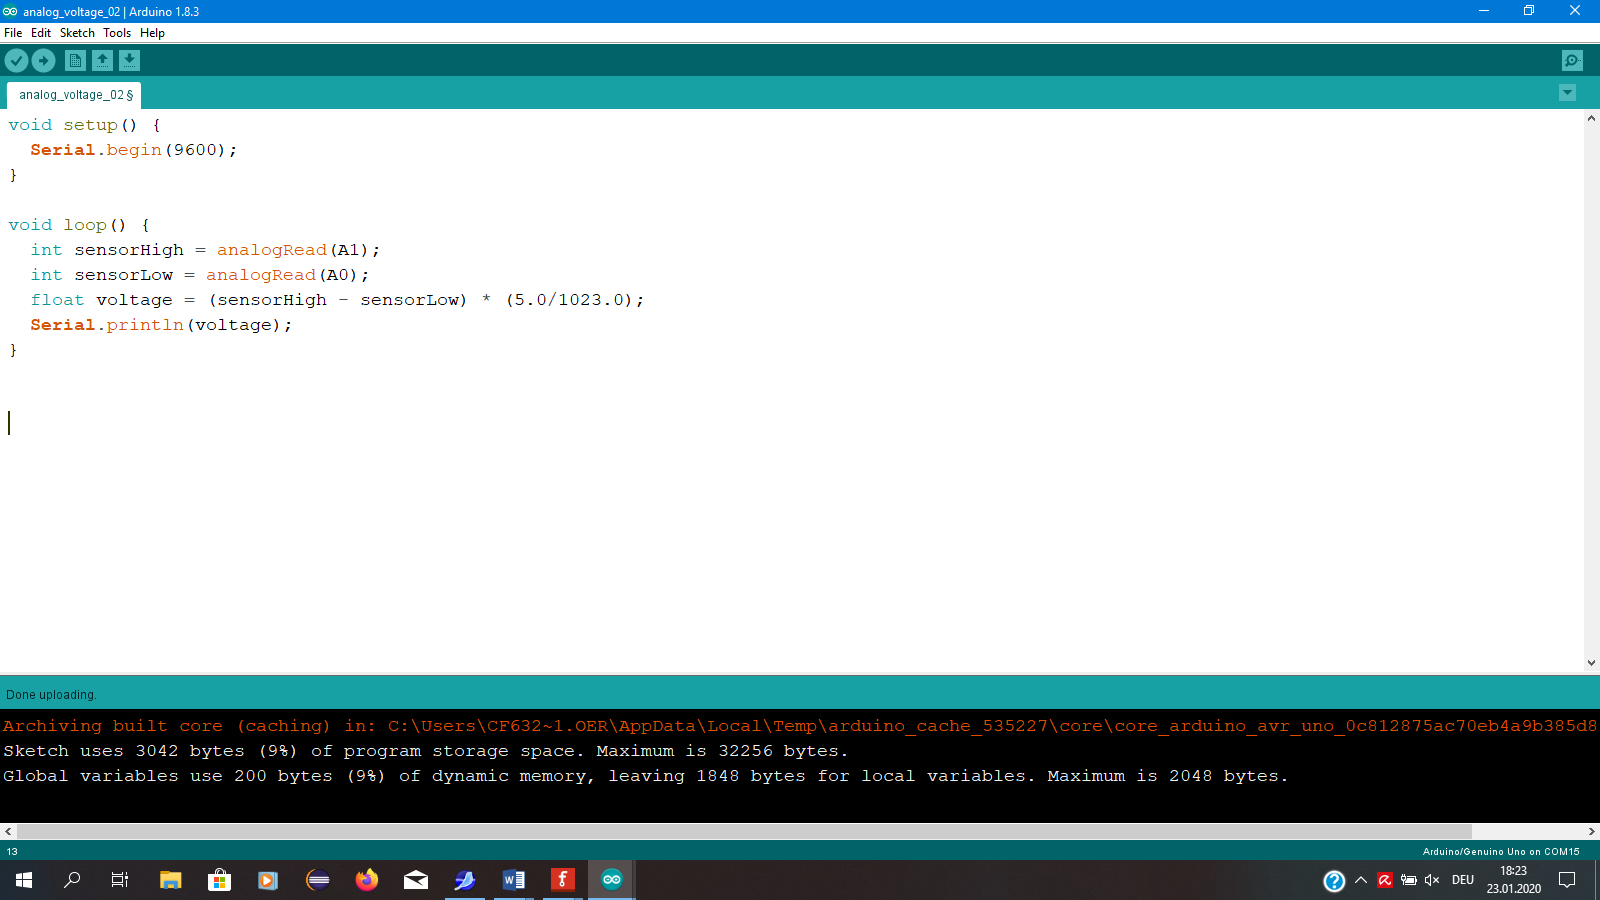 analog_voltage_02 | Arduino 1.8.3
File Edit Sketch Tools Help
analog_voltage_02 §
void setup() {
  Serial.begin(9600);
}
void loop() {
  int sensorHigh = analogRead(A1);
  int sensorLow = analogRead(A0);
  float voltage = (sensorHigh - sensorLow) * (5.0/1023.0);
  Serial.println(voltage);
}
Done uploading.
Archiving built core (caching) in: C:\Users\CF632~1.OER\AppData\Local\Temp\arduino_cache_535227\core\core_arduino_avr_uno_0c812875ac70eb4a9b385d8
Sketch uses 3042 bytes (9%) of program storage space. Maximum is 32256 bytes.
Global variables use 200 bytes (9%) of dynamic memory, leaving 1848 bytes for local variables. Maximum is 2048 bytes.
13 Arduino/Genuino Uno on COM15
DEU 18:23
23.01.2020